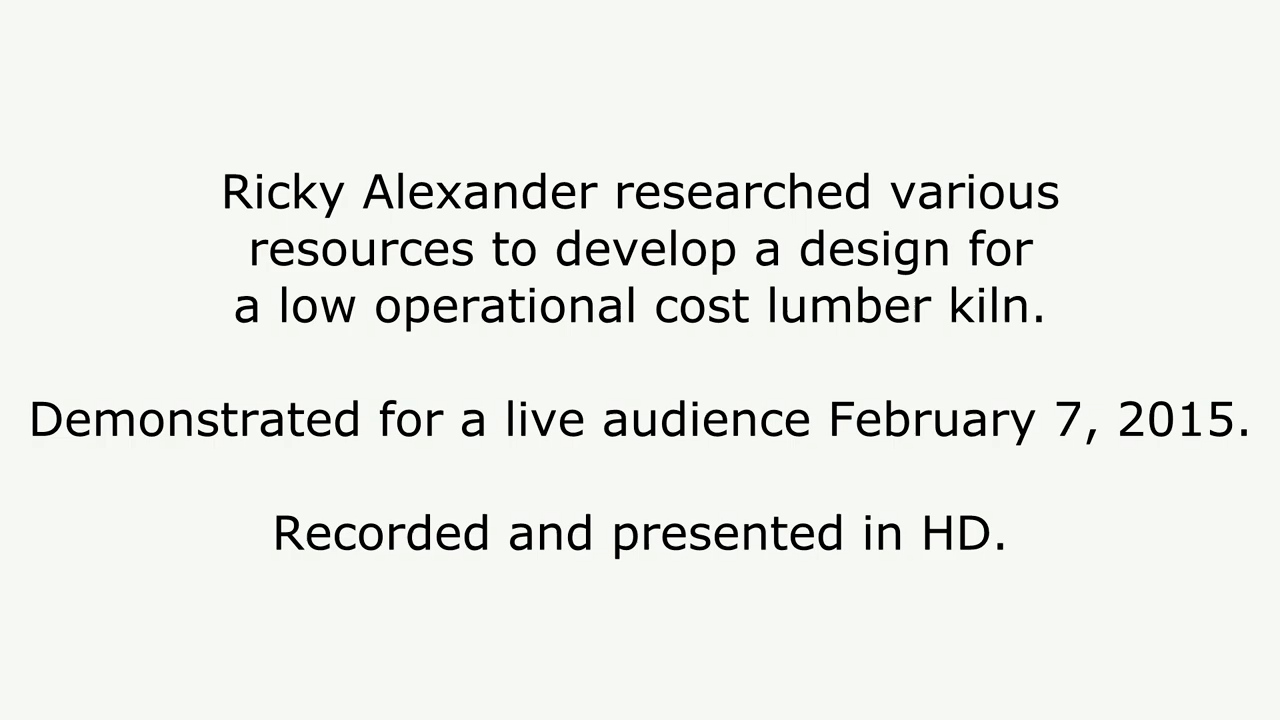 Ricky Alexander researched various
resources to develop a design for
a low operational cost lumber kiln.
Demonstrated for a live audience February 7, 2015.
Recorded and presented in HD.